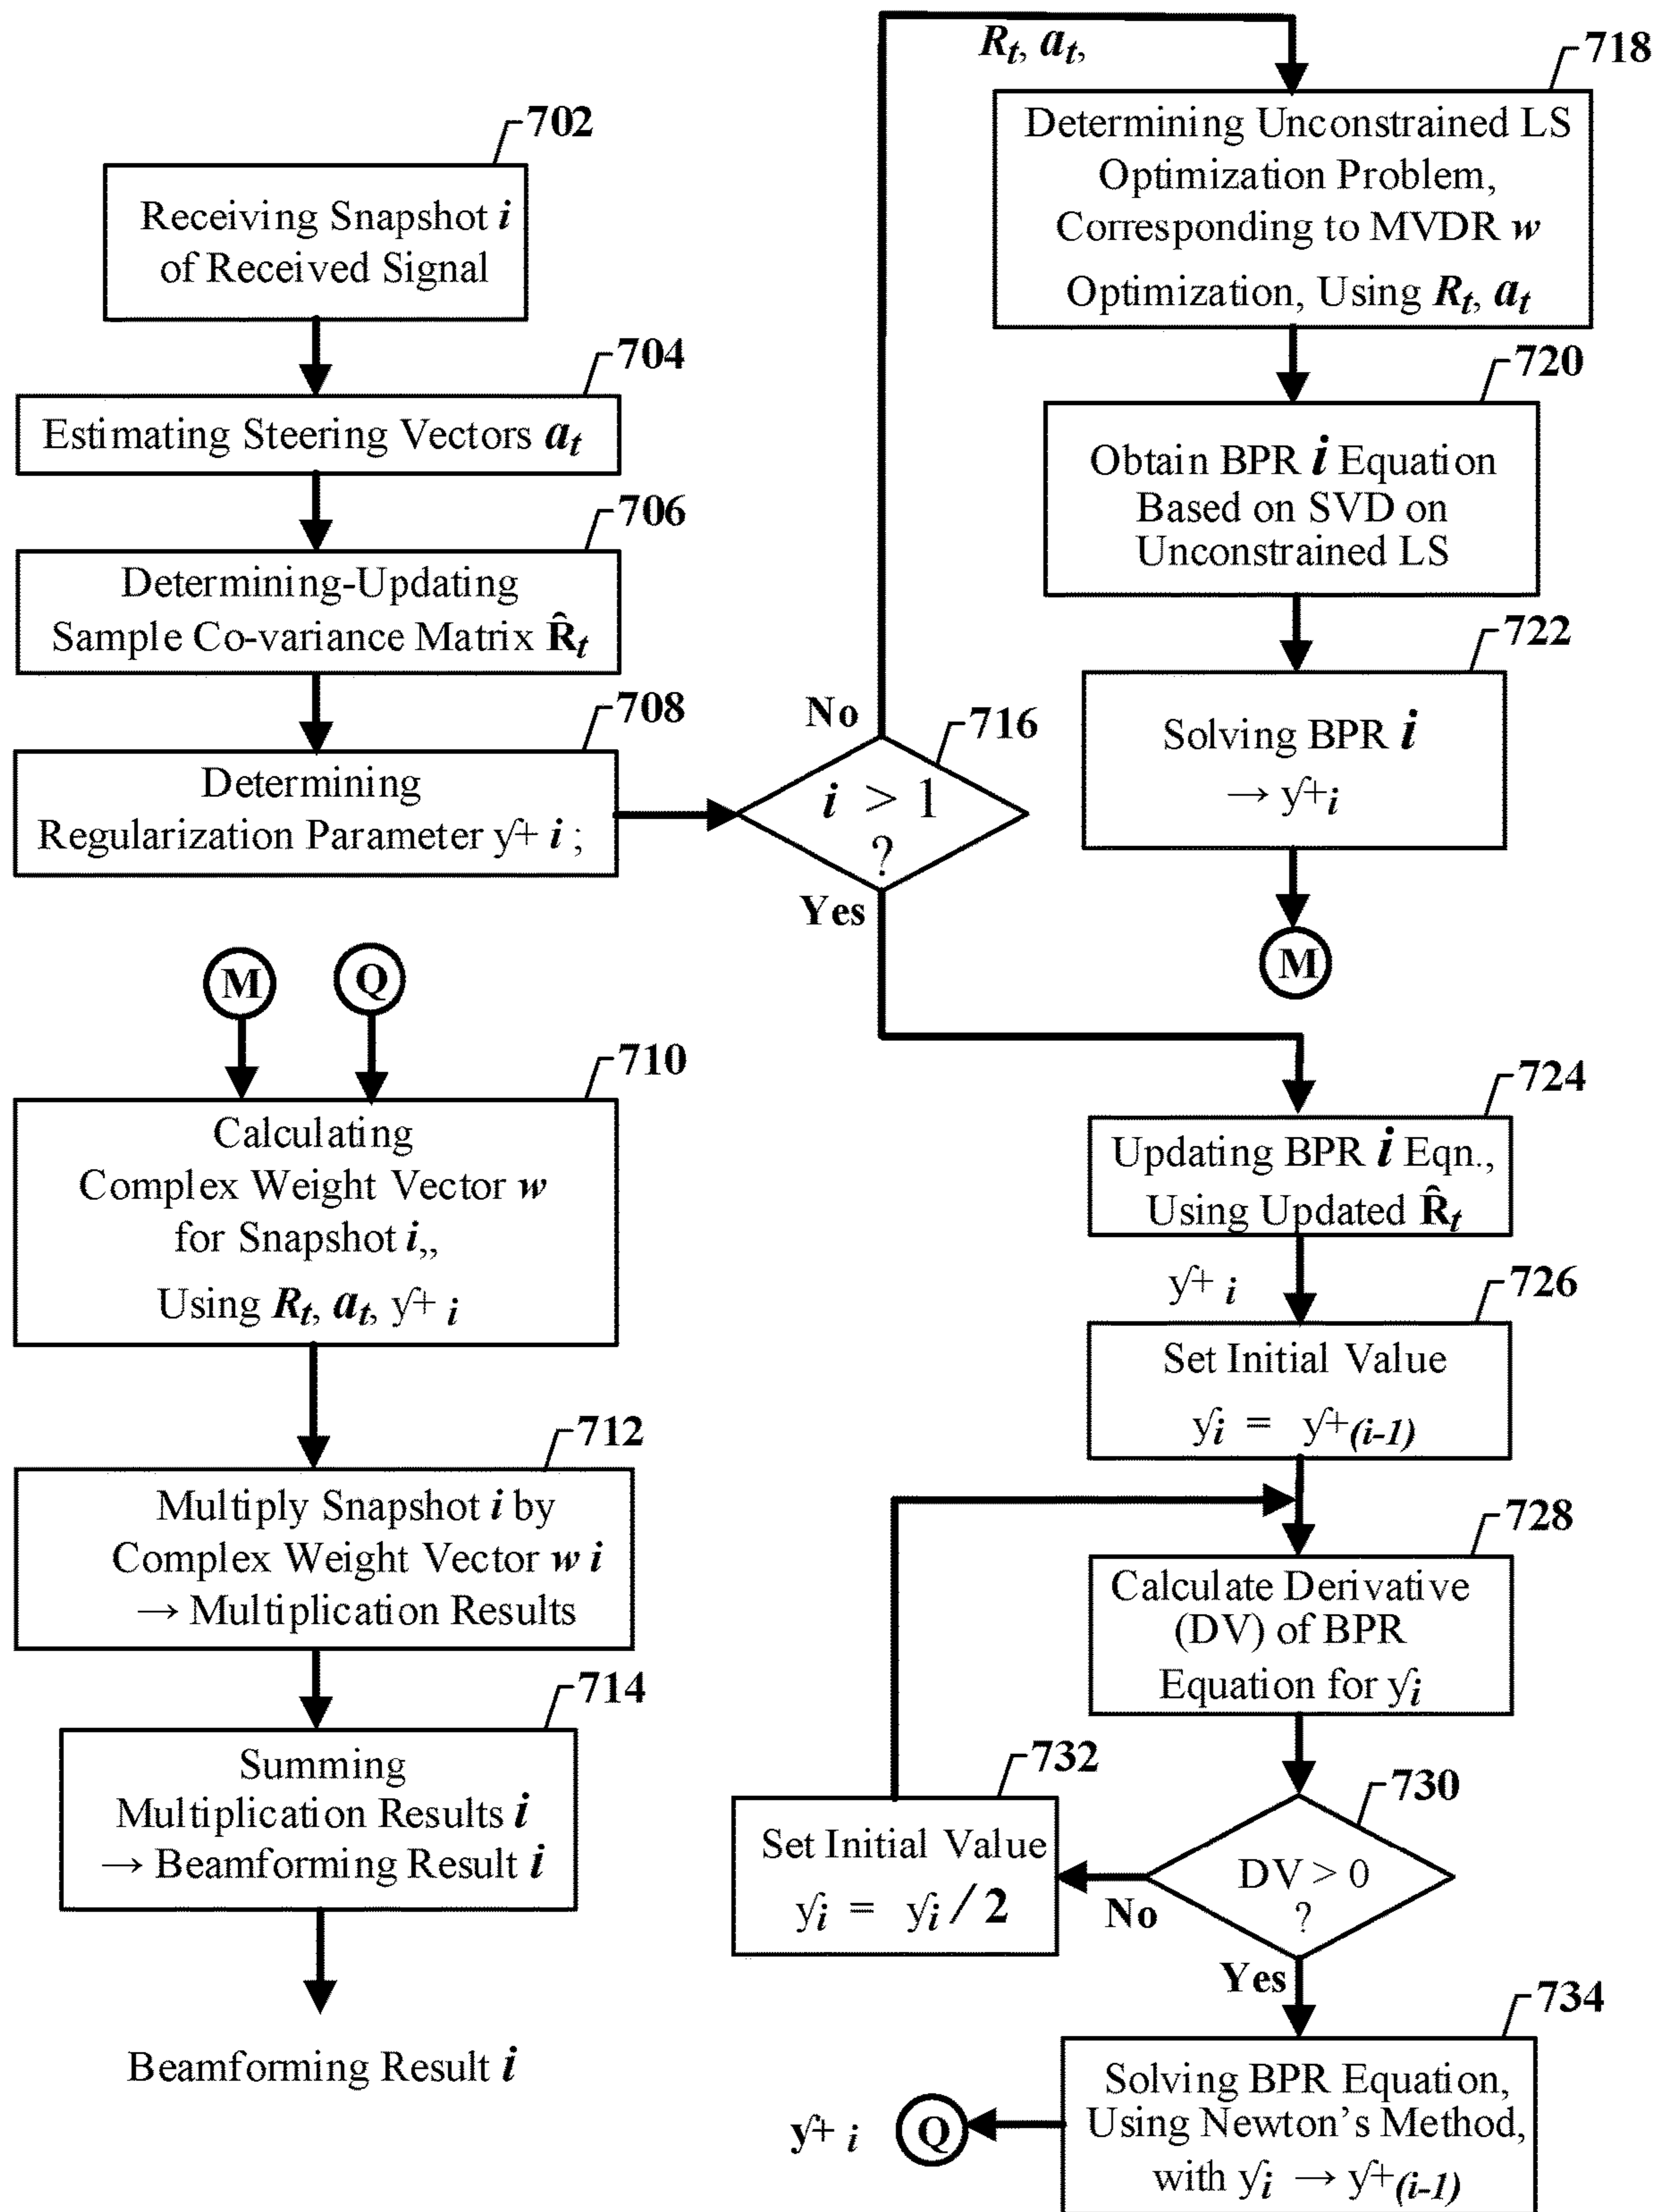 702
Receiving Snapshot i
of Received Signal
704
Estimating Steering Vectors aₜ
706
Determining-Updating
Sample Co-variance Matrix R̂ₜ
708
Determining
Regularization Parameter γ+ i ;
M
Q
710
Calculating
Complex Weight Vector w
for Snapshot i,,
Using Rₜ, aₜ, γ+ i
712
Multiply Snapshot i by
Complex Weight Vector w i
→ Multiplication Results
714
Summing
Multiplication Results i
→ Beamforming Result i
Beamforming Result i
716
i > 1
?
No
Yes
Rₜ, aₜ,
718
Determining Unconstrained LS
Optimization Problem,
Corresponding to MVDR w
Optimization, Using Rₜ, aₜ
720
Obtain BPR i Equation
Based on SVD on
Unconstrained LS
722
Solving BPR i
→ γ+i
M
724
Updating BPR i Eqn.,
Using Updated R̂ₜ
γ+ i
726
Set Initial Value
γi = γ+(i-1)
728
Calculate Derivative
(DV) of BPR
Equation for γi
730
DV > 0
?
No
Yes
732
Set Initial Value
γi = γi / 2
734
Solving BPR Equation,
Using Newton's Method,
with γi → γ+(i-1)
Q
γ+ i